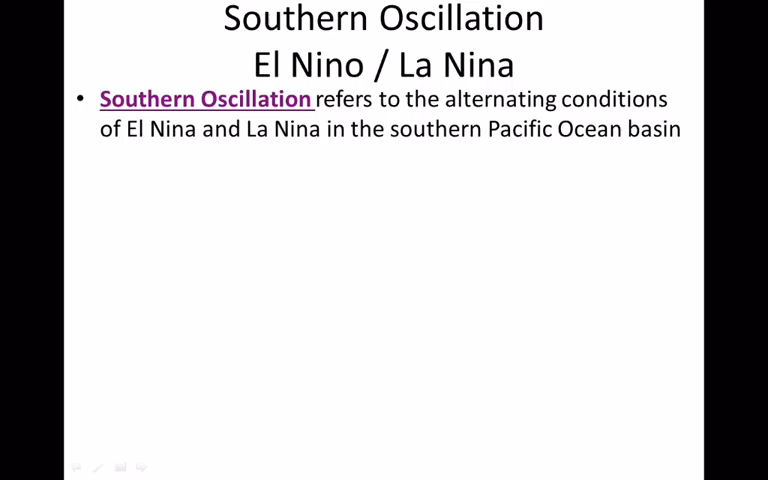 Southern Oscillation
El Nino / La Nina
• Southern Oscillation refers to the alternating conditions
of El Nina and La Nina in the southern Pacific Ocean basin